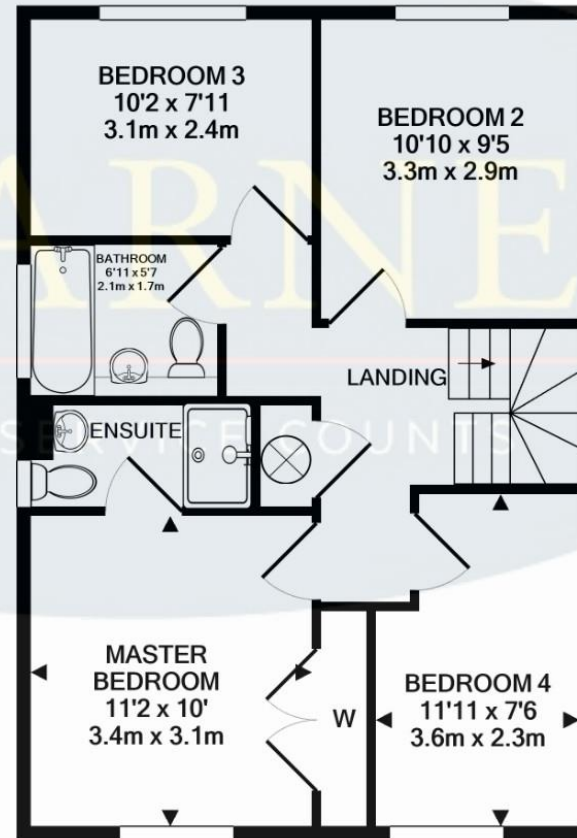 BEDROOM 3
10'2 x 7'11
3.1m x 2.4m
BEDROOM 2
10'10 x 9'5
3.3m x 2.9m
BATHROOM
6'11 x 5'7
2.1m x 1.7m
LANDING
ENSUITE
SERVICE COUNTS
MASTER
BEDROOM
11'2 x 10'
3.4m x 3.1m
W
BEDROOM 4
11'11 x 7'6
3.6m x 2.3m